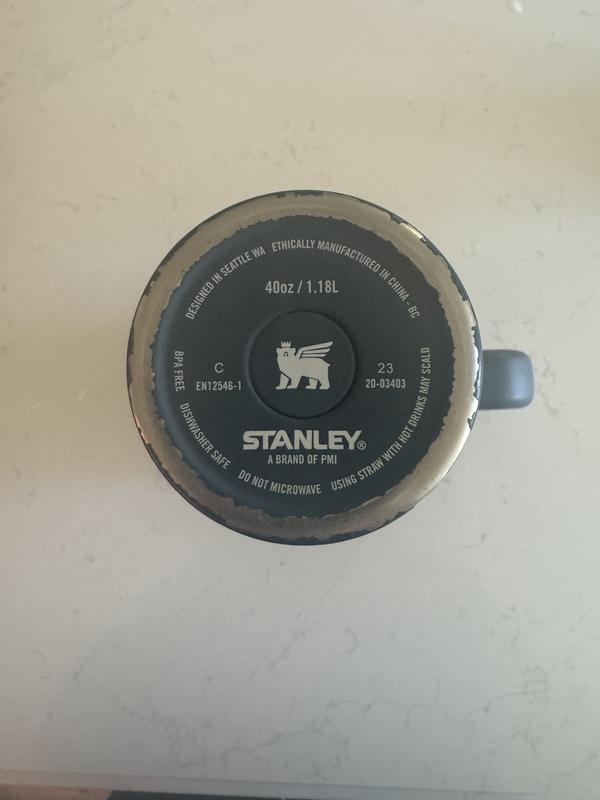 DESIGNED IN SEATTLE WA ETHICALLY MANUFACTURED IN CHINA - BC
40oz / 1.18L
C
EN12546-1
23
20-03403
STANLEY®
A BRAND OF PMI
BPA FREE DISHWASHER SAFE DO NOT MICROWAVE USING STRAW WITH HOT DRINKS MAY SCALD